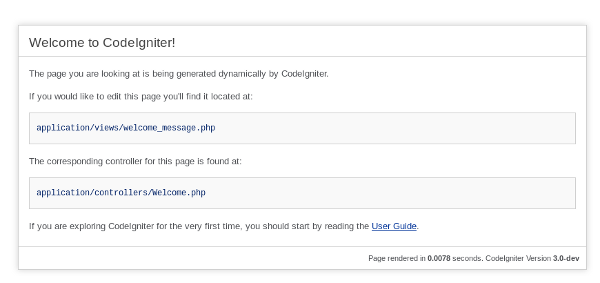 Welcome to CodeIgniter!
The page you are looking at is being generated dynamically by CodeIgniter.
If you would like to edit this page you'll find it located at:
application/views/welcome_message.php
The corresponding controller for this page is found at:
application/controllers/Welcome.php
If you are exploring CodeIgniter for the very first time, you should start by reading the User Guide.
Page rendered in 0.0078 seconds. CodeIgniter Version 3.0-dev